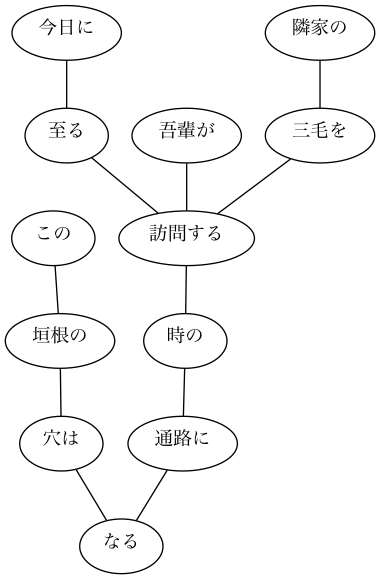 今日に
隣家の
至る
吾輩が
三毛を
この
訪問する
垣根の
時の
穴は
通路に
なる